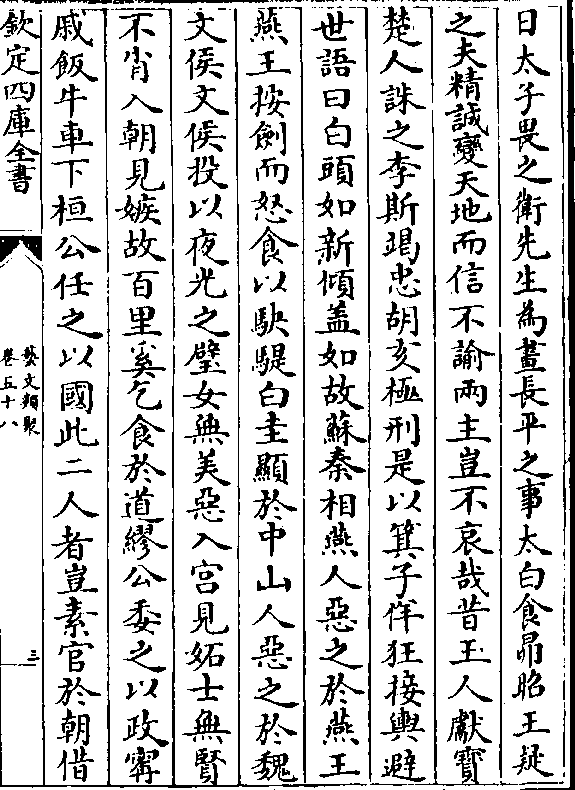 日太子畏之衛先生為畫長平之事太白食昴昭王疑
之夫精誠變天地而信不諭兩主豈不哀哉昔玉人獻寶
楚人誅之李斯竭忠胡亥極刑是以箕子佯狂接輿避
世語曰白頭如新傾盖如故蘇秦相燕人惡之於燕王
燕王按劍而怒食以駃騠白圭顯於中山人惡之於魏
文侯文侯投以夜光之璧女無美惡入宫見妬士無賢
不肖入朝見嫉故百里奚乞食於道繆公委之以政甯
戚飯牛車下桓公任之以國此二人者豈素官於朝借
欽定四庫全書
藝文類聚
卷五十八
三